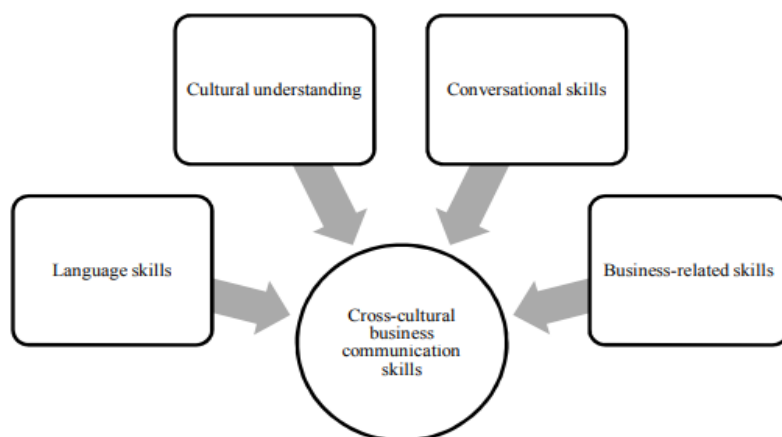 Cultural understanding
Conversational skills
Language skills
Business-related skills
Cross-cultural
business
communication
skills